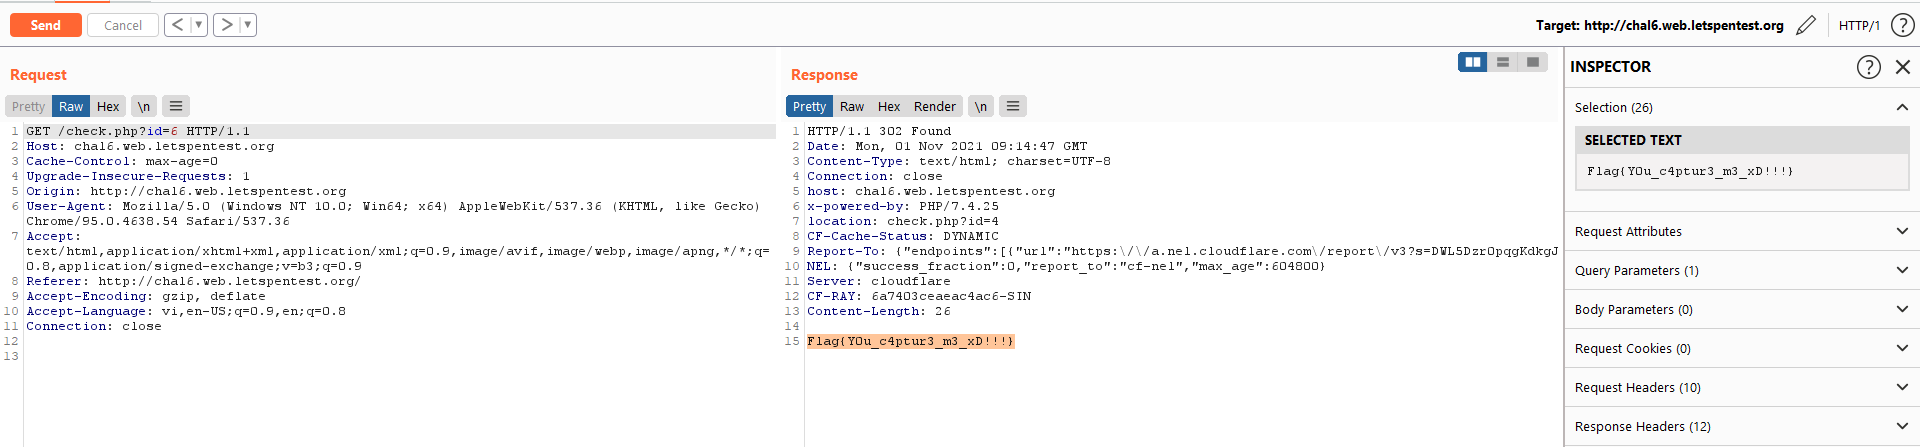 Send
Cancel
<
>
Target: http://chal6.web.letspentest.org
HTTP/1
?
Request
Pretty
Raw
Hex
\n
1 GET /check.php?id=6 HTTP/1.1
2 Host: chal6.web.letspentest.org
3 Cache-Control: max-age=0
4 Upgrade-Insecure-Requests: 1
5 Origin: http://chal6.web.letspentest.org
6 User-Agent: Mozilla/5.0 (Windows NT 10.0; Win64; x64) AppleWebKit/537.36 (KHTML, like Gecko)
Chrome/95.0.4638.54 Safari/537.36
7 Accept:
text/html,application/xhtml+xml,application/xml;q=0.9,image/avif,image/webp,image/apng,*/*;q=
0.8,application/signed-exchange;v=b3;q=0.9
8 Referer: http://chal6.web.letspentest.org/
9 Accept-Encoding: gzip, deflate
10 Accept-Language: vi,en-US;q=0.9,en;q=0.8
11 Connection: close
12
13
Response
Pretty
Raw
Hex
Render
\n
1 HTTP/1.1 302 Found
2 Date: Mon, 01 Nov 2021 09:14:47 GMT
3 Content-Type: text/html; charset=UTF-8
4 Connection: close
5 host: chal6.web.letspentest.org
6 x-powered-by: PHP/7.4.25
7 location: check.php?id=4
8 CF-Cache-Status: DYNAMIC
9 Report-To: {"endpoints":[{"url":"https:\/\/a.nel.cloudflare.com\/report\/v3?s=DWL5DzrOpqgKdkgJ
10 NEL: {"success_fraction":0,"report_to":"cf-nel","max_age":604800}
11 Server: cloudflare
12 CF-RAY: 6a7403ceaeac4ac6-SIN
13 Content-Length: 26
14
15 Flag{Y0u_c4ptur3_m3_xD!!!}
INSPECTOR
?
Selection (26)
SELECTED TEXT
Flag{Y0u_c4ptur3_m3_xD!!!}
Request Attributes
Query Parameters (1)
Body Parameters (0)
Request Cookies (0)
Request Headers (10)
Response Headers (12)